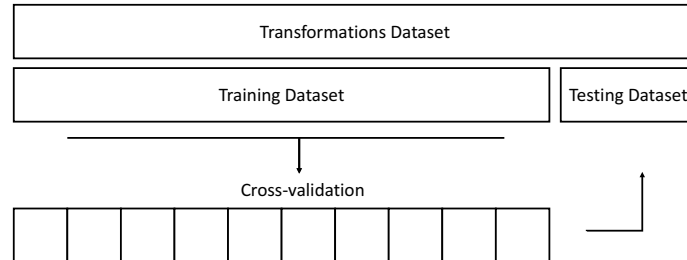 Transformations Dataset
Training Dataset
Testing Dataset
Cross-validation